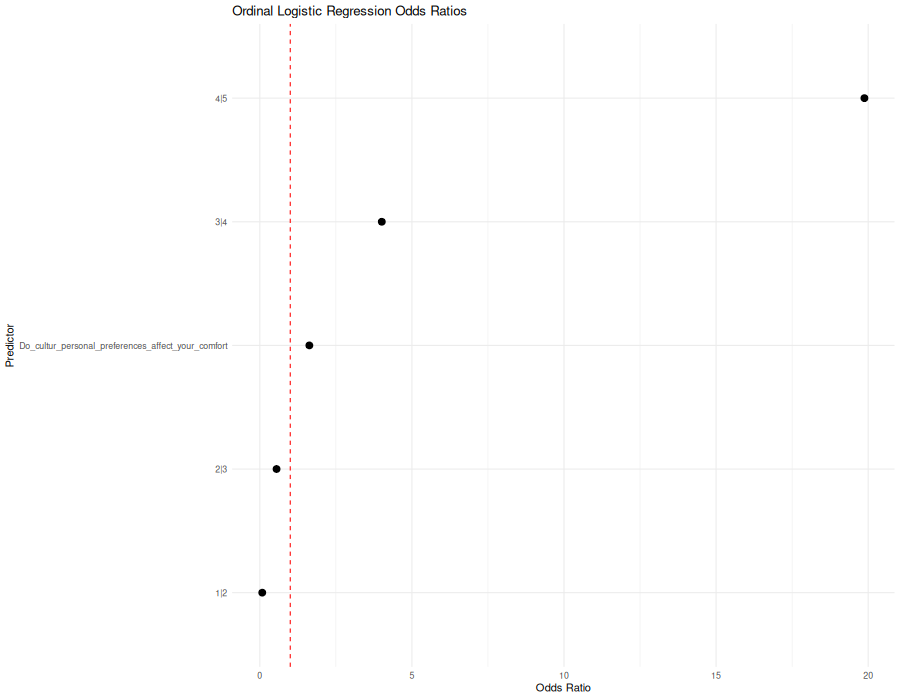 Ordinal Logistic Regression Odds Ratios
4|5
3|4
Predictor
Do_cultur_personal_preferences_affect_your_comfort
2|3
1|2
0 5 10 15 20
Odds Ratio